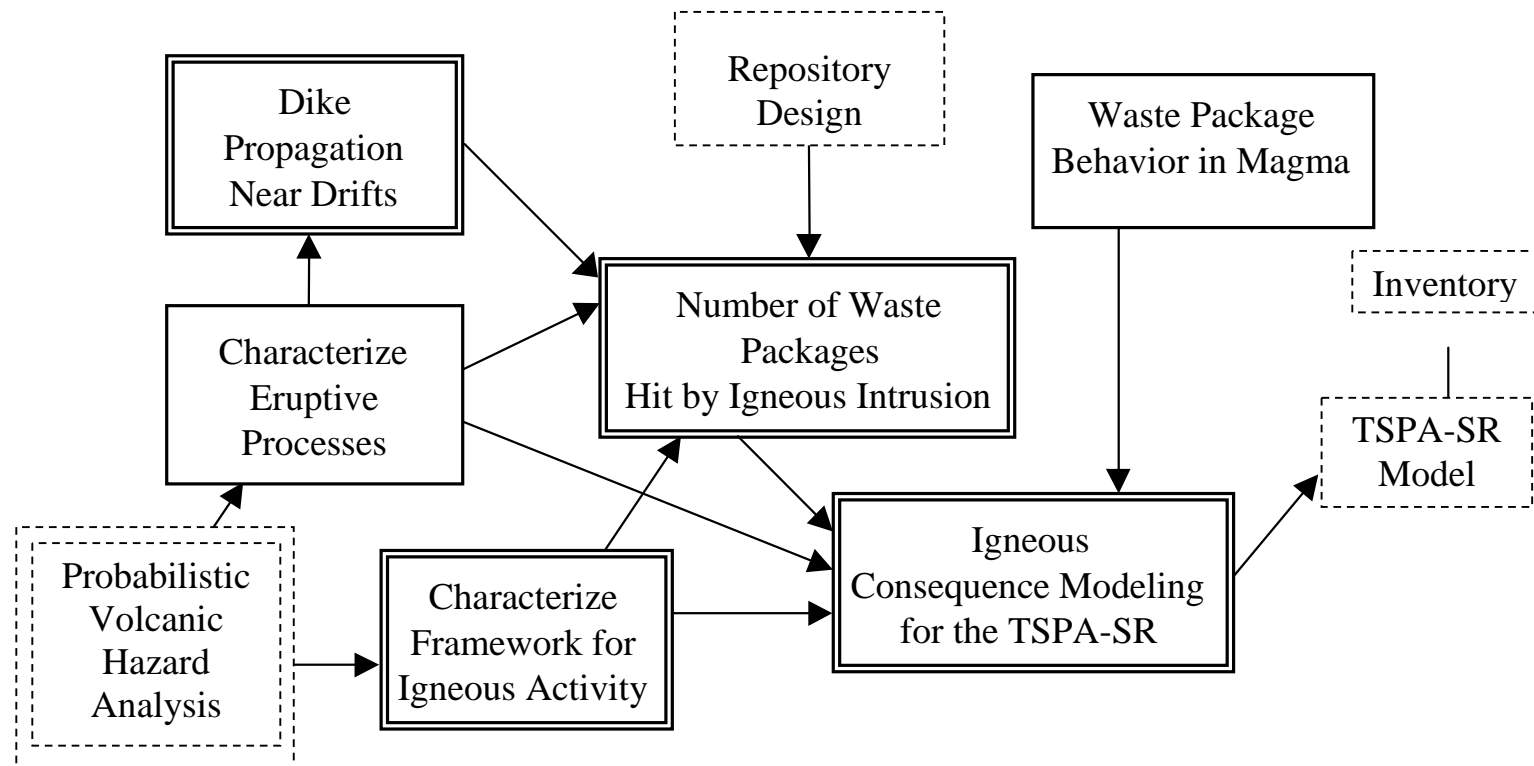 Dike
Propagation
Near Drifts
Repository
Design
Waste Package
Behavior in Magma
Inventory
Number of Waste
Packages
Hit by Igneous Intrusion
Characterize
Eruptive
Processes
TSPA-SR
Model
Igneous
Consequence Modeling
for the TSPA-SR
Probabilistic
Volcanic
Hazard
Analysis
Characterize
Framework for
Igneous Activity